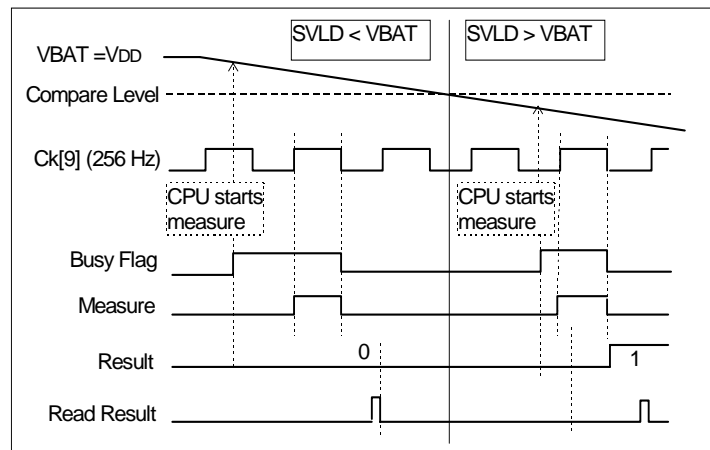 SVLD < VBAT
SVLD > VBAT
VBAT =VDD
Compare Level
Ck[9] (256 Hz)
CPU starts
measure
CPU starts
measure
Busy Flag
Measure
Result
0
1
Read Result